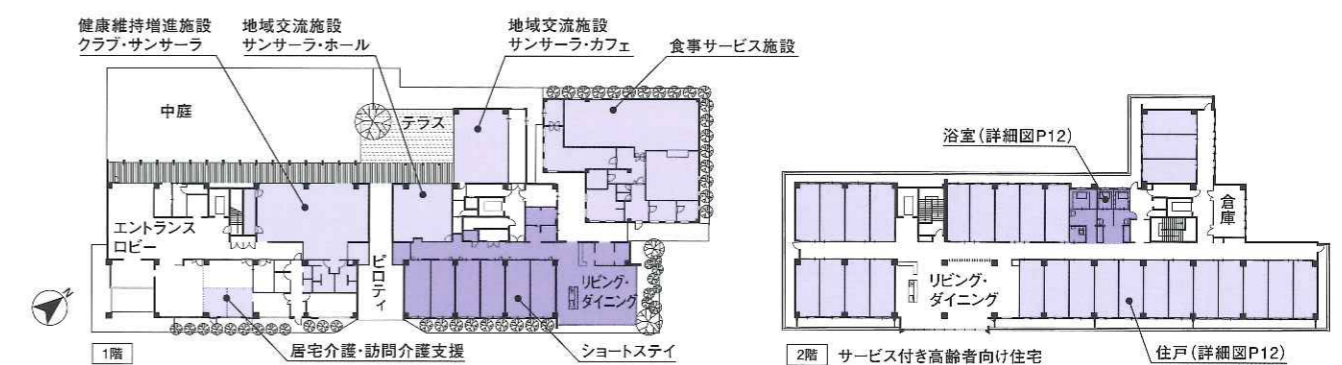 健康維持増進施設
クラブ・サンサーラ
地域交流施設
サンサーラ・ホール
地域交流施設
サンサーラ・カフェ
食事サービス施設
中庭
テラス
エントランス
ロビー
ピロティ
リビング・
ダイニング
N
1階
居宅介護・訪問介護支援
ショートステイ
浴室(詳細図P12)
倉庫
リビング・
ダイニング
2階 サービス付き高齢者向け住宅
住戸(詳細図P12)